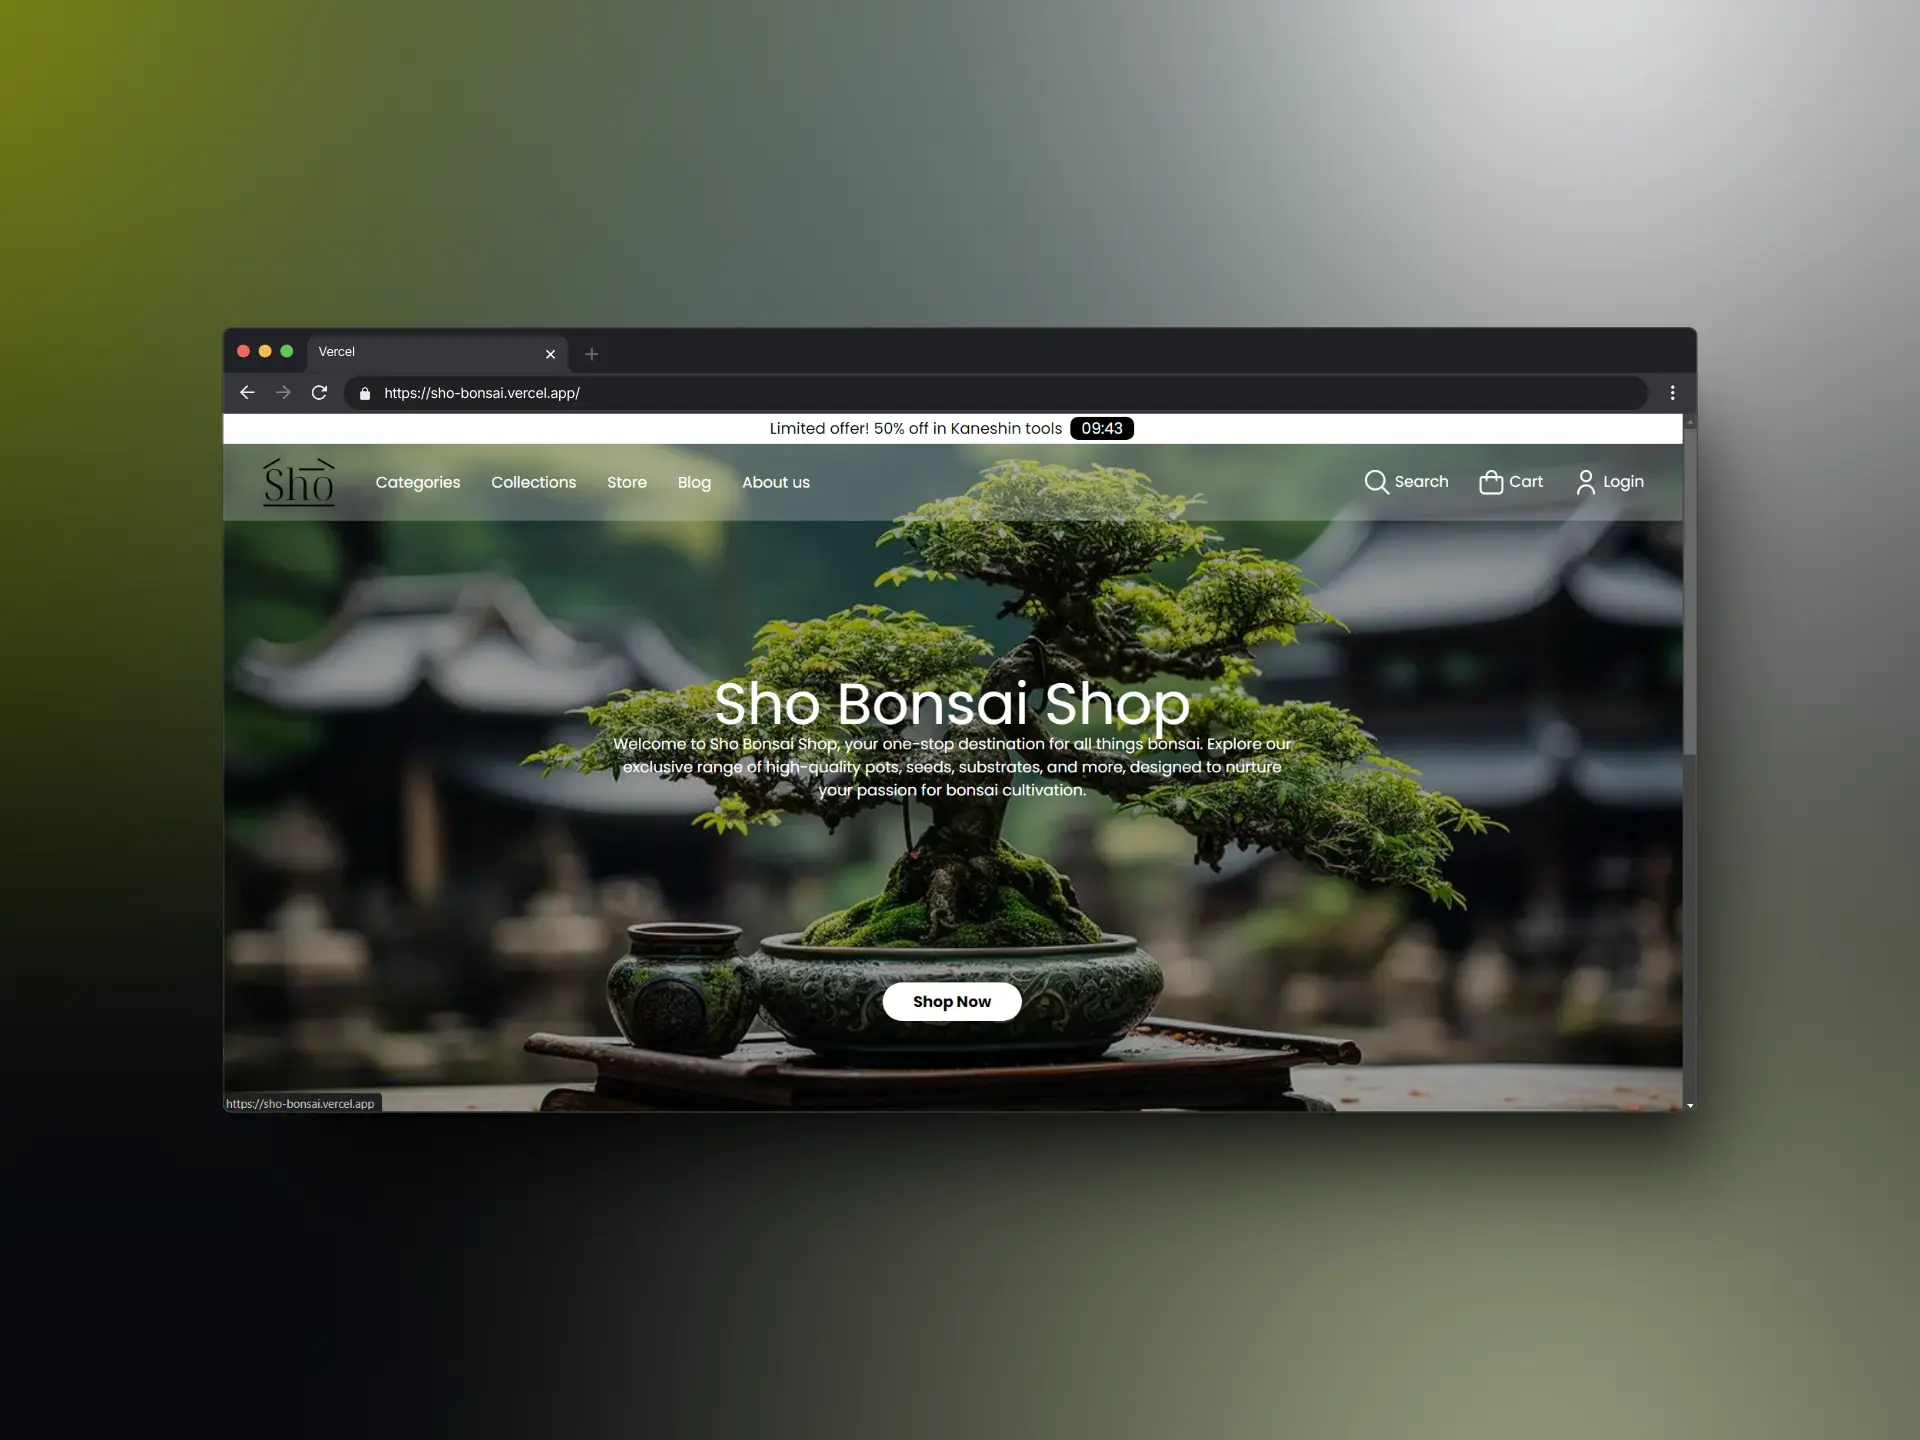 Vercel
https://sho-bonsai.vercel.app/
Limited offer! 50% off in Kaneshin tools 09:43
Sho Categories Collections Store Blog About us Search Cart Login
Sho Bonsai Shop
Welcome to Sho Bonsai Shop, your one-stop destination for all things bonsai. Explore our
exclusive range of high-quality pots, seeds, substrates, and more, designed to nurture
your passion for bonsai cultivation.
Shop Now
https://sho-bonsai.vercel.app